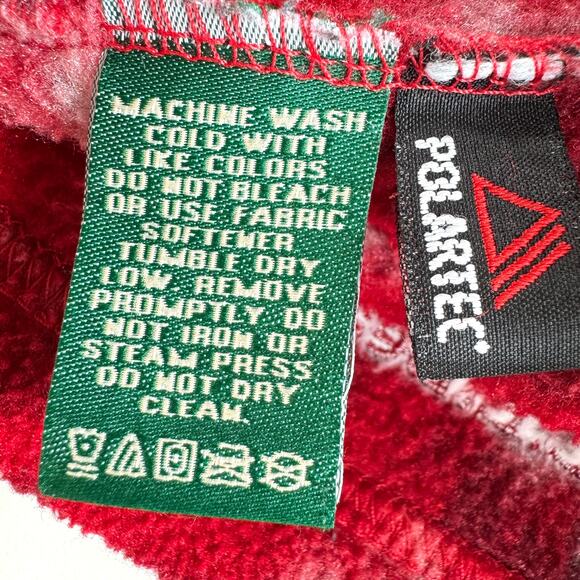 MACHINE WASH
COLD WITH
LIKE COLORS
DO NOT BLEACH
OR USE FABRIC
SOFTENER
TUMBLE DRY
LOW. REMOVE
PROMPTLY DO
NOT IRON OR
STEAM PRESS
DO NOT DRY
CLEAN.
POLARTEC